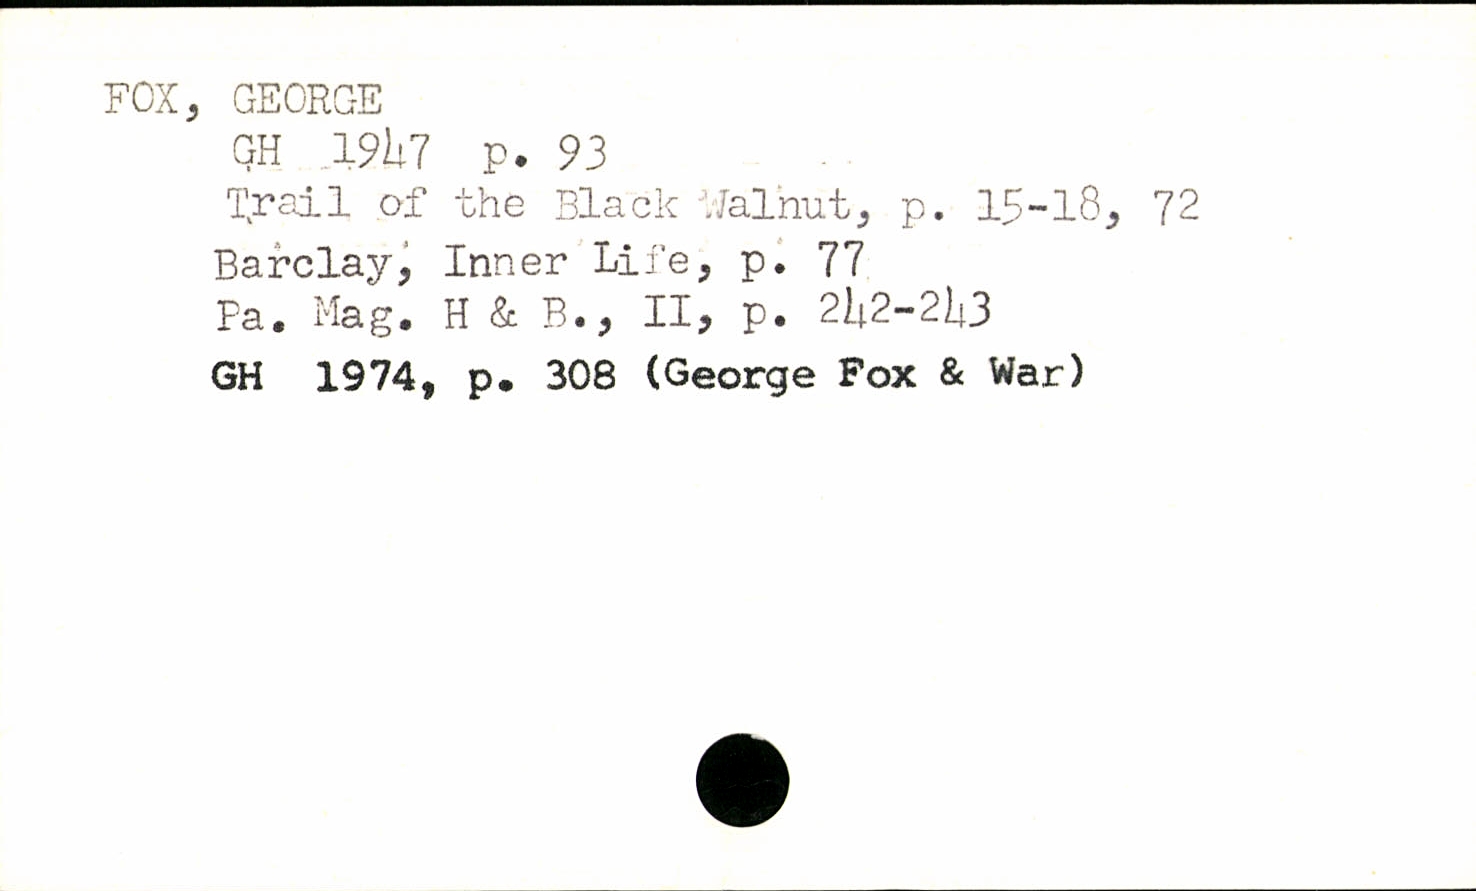 FOX, GEORGE
GH 1947 p. 93
Trail of the Black Walnut, p. 15-18, 72
Barclay, Inner Life, p. 77
Pa. Mag. H & B., II, p. 242-243
GH 1974, p. 308 (George Fox & War)